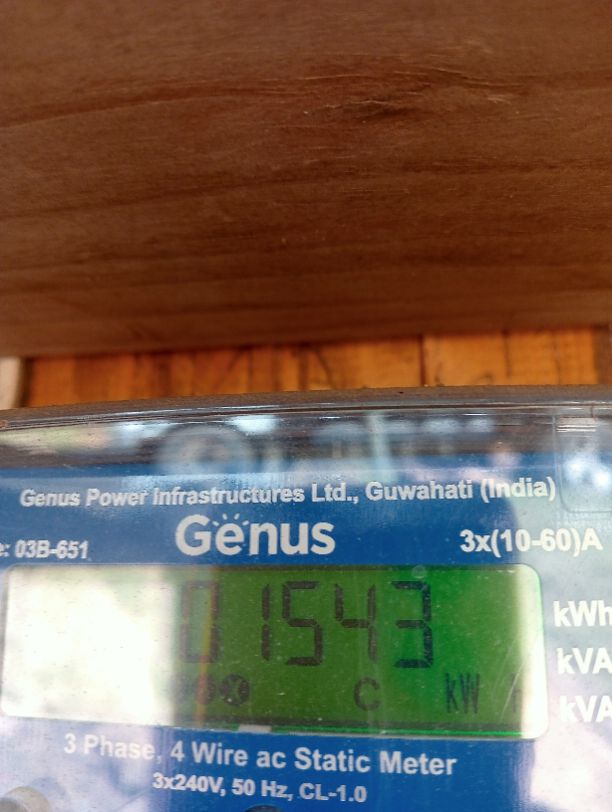 Genus Power Infrastructures Ltd., Guwahati (India)
e: 03B-651
Genus
3x(10-60)A
01543
C kW h
kWh
kVA
kVA
3 Phase, 4 Wire ac Static Meter
3x240V, 50 Hz, CL-1.0